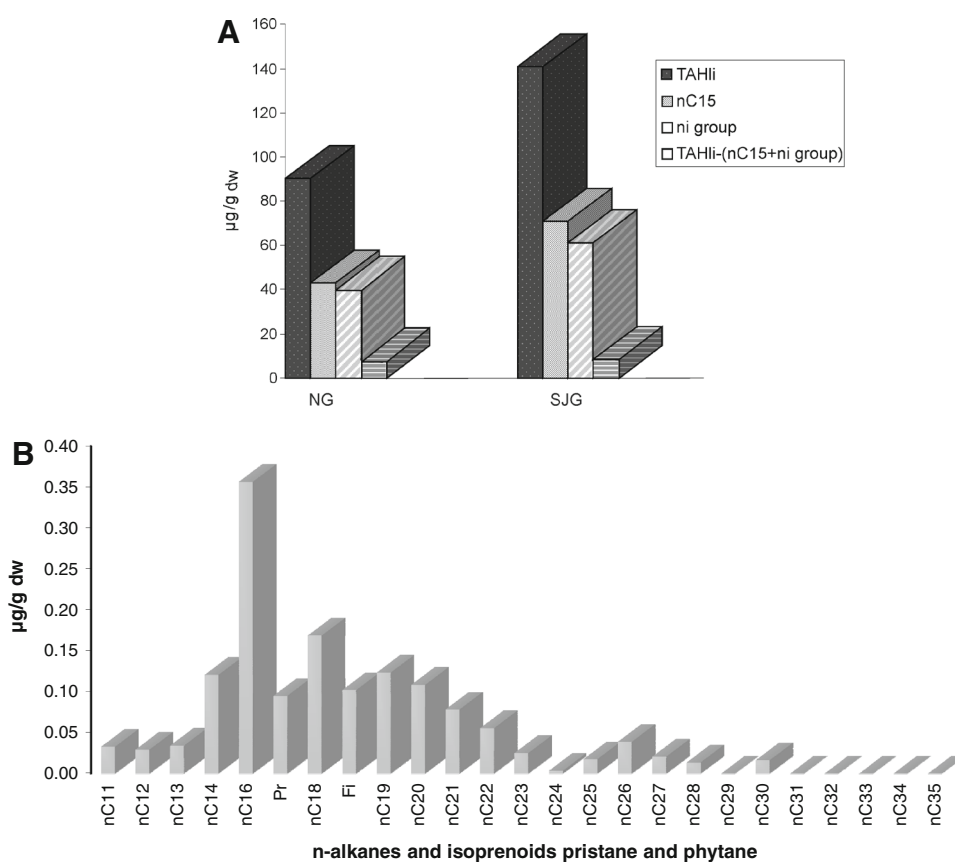 A
160
140
120
100
80
60
40
20
0
µg/g dw
NG
SJG
TAHli
nC15
ni group
TAHli-(nC15+ni group)
B
0.40
0.35
0.30
0.25
0.20
0.15
0.10
0.05
0.00
µg/g dw
nC11
nC12
nC13
nC14
nC16
Pr
nC18
Fi
nC19
nC20
nC21
nC22
nC23
nC24
nC25
nC26
nC27
nC28
nC29
nC30
nC31
nC32
nC33
nC34
nC35
n-alkanes and isoprenoids pristane and phytane